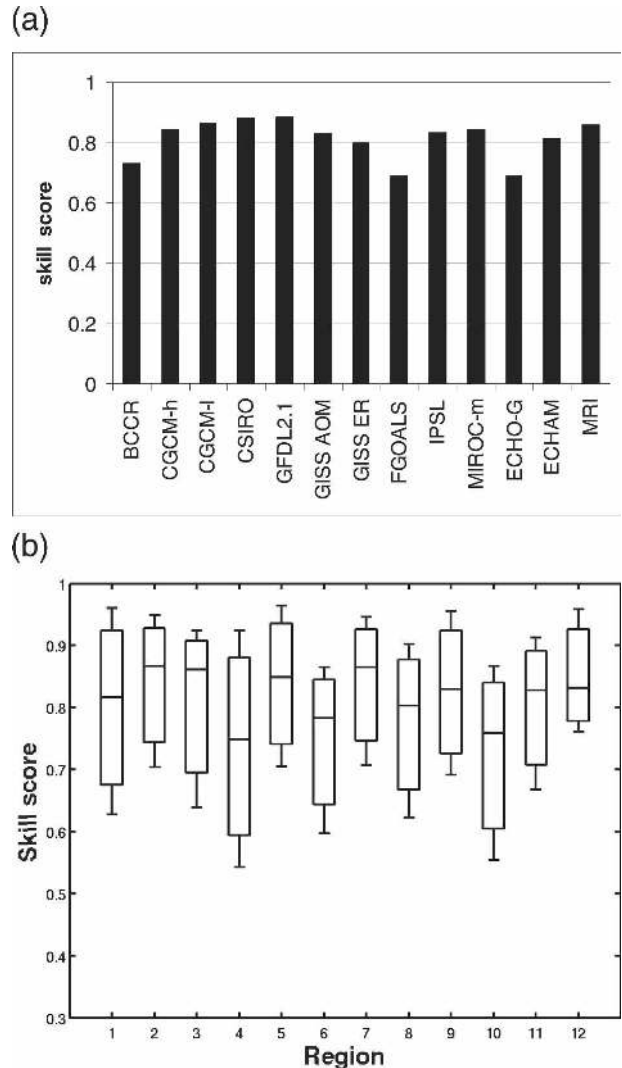 (a)
skill score
1
0.8
0.6
0.4
0.2
0
BCCR
CGCM-h
CGCM-l
CSIRO
GFDL2.1
GISS AOM
GISS ER
FGOALS
IPSL
MIROC-m
ECHO-G
ECHAM
MRI
(b)
Skill score
1
0.9
0.8
0.7
0.6
0.5
0.4
0.3
1 2 3 4 5 6 7 8 9 10 11 12
Region